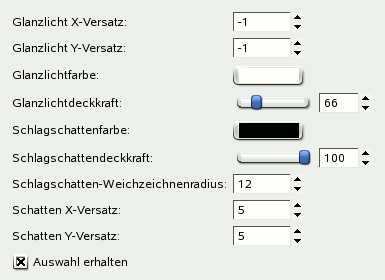 Glanzlicht X-Versatz: -1
Glanzlicht Y-Versatz: -1
Glanzlichtfarbe:
Glanzlichtdeckkraft: 66
Schlagschattenfarbe:
Schlagschattendeckkraft: 100
Schlagschatten-Weichzeichnenradius: 12
Schatten X-Versatz: 5
Schatten Y-Versatz: 5
Auswahl erhalten